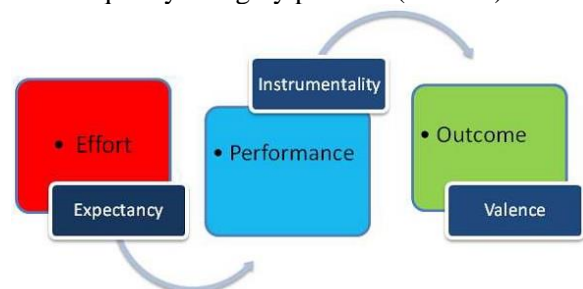 Instrumentality
• Effort
• Performance
• Outcome
Expectancy
Valence